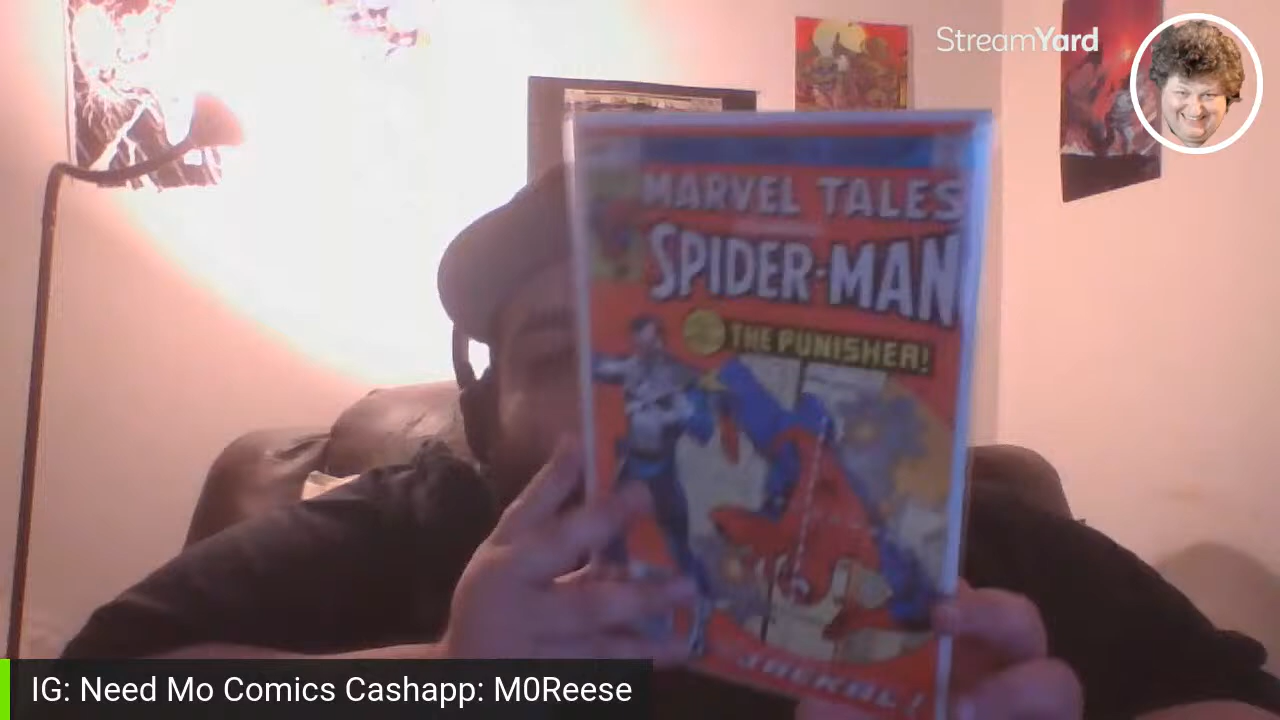 StreamYard
MARVEL TALES
SPIDER-MAN
THE PUNISHER!
JACKAL!
IG: Need Mo Comics Cashapp: M0Reese